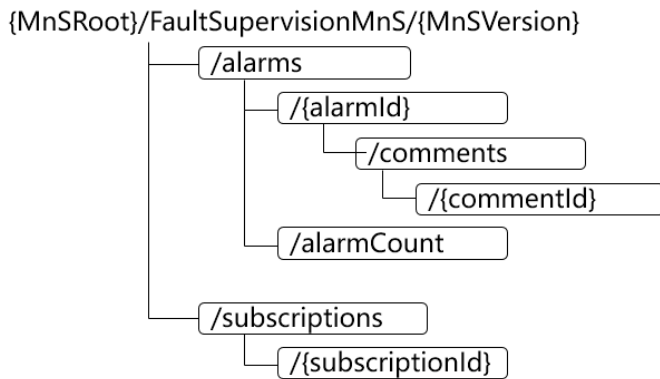 {MnSRoot}/FaultSupervisionMnS/{MnSVersion}
/alarms
/{alarmId}
/comments
/{commentId}
/alarmCount
/subscriptions
/{subscriptionId}